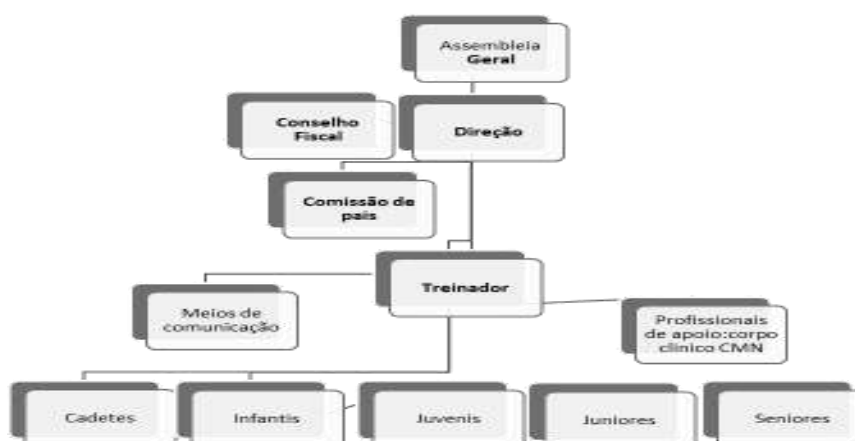 Assembleia
Geral
Conselho
Fiscal
Direção
Comissão de
pais
Treinador
Meios de
comunicação
Profissionais
de apoio:corpo
clinico CMN
Cadetes
Infantis
Juvenis
Juniores
Seniores